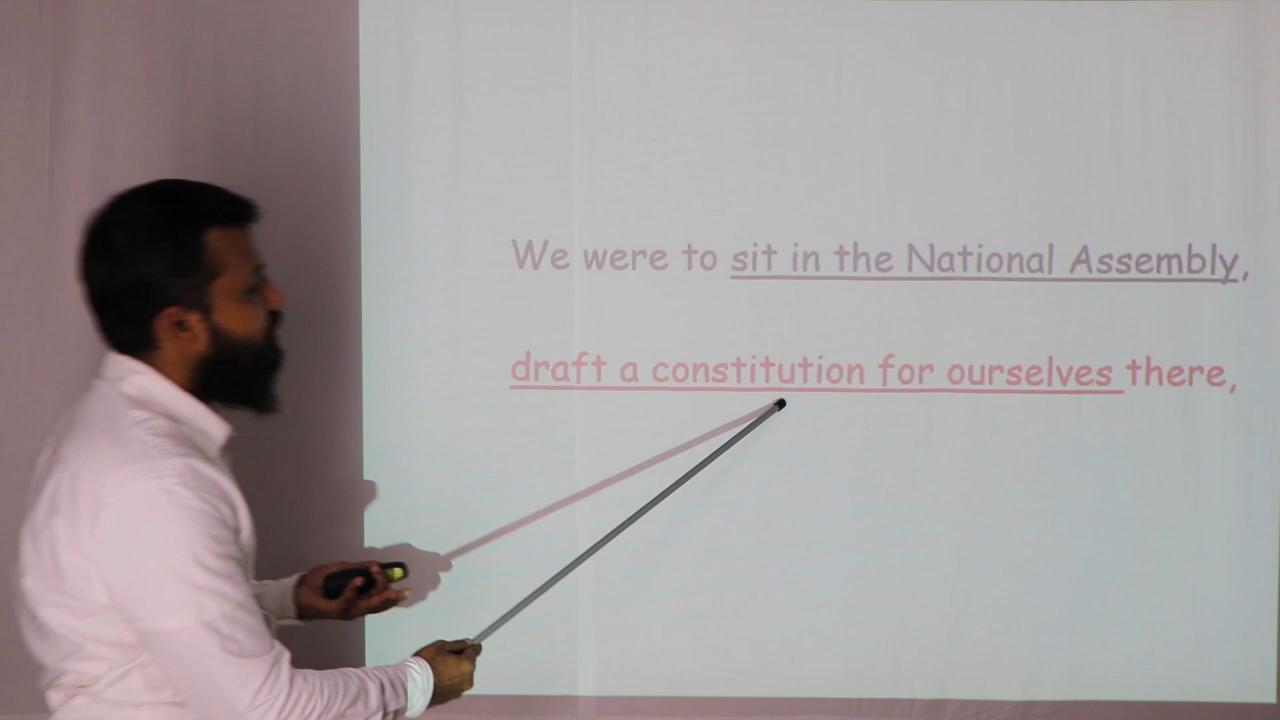 We were to sit in the National Assembly,
draft a constitution for ourselves there,